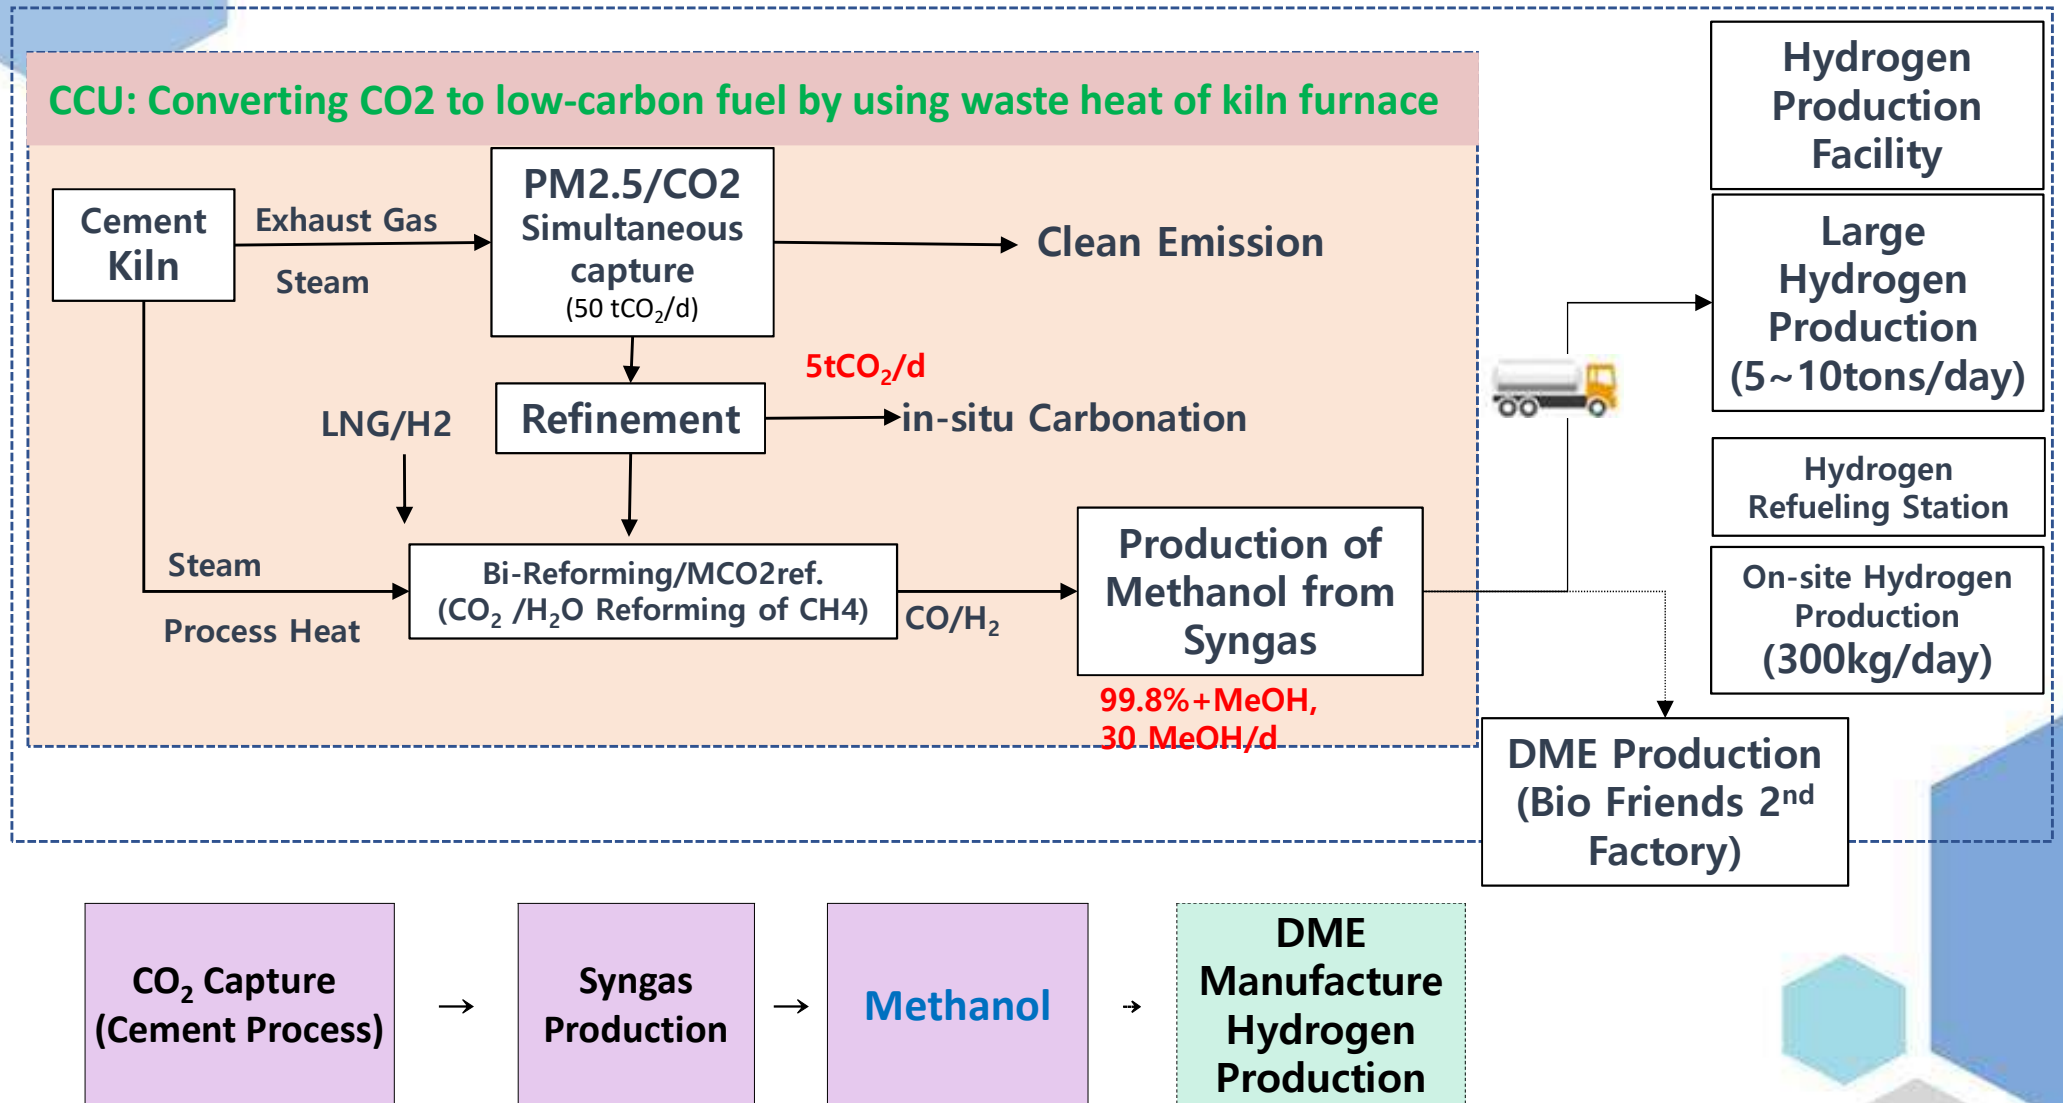 CCU: Converting CO2 to low-carbon fuel by using waste heat of kiln furnace
Cement
Kiln
Exhaust Gas
Steam
PM2.5/CO2
Simultaneous
capture
(50 tCO₂/d)
Clean Emission
5tCO₂/d
Refinement
in-situ Carbonation
LNG/H2
Steam
Process Heat
Bi-Reforming/MCO2ref.
(CO₂ /H₂O Reforming of CH4)
CO/H₂
Production of
Methanol from
Syngas
99.8%+MeOH,
30 MeOH/d
Hydrogen
Production
Facility
Large
Hydrogen
Production
(5~10tons/day)
Hydrogen
Refueling Station
On-site Hydrogen
Production
(300kg/day)
DME Production
(Bio Friends 2ⁿᵈ
Factory)
CO₂ Capture
(Cement Process)
Syngas
Production
Methanol
DME
Manufacture
Hydrogen
Production